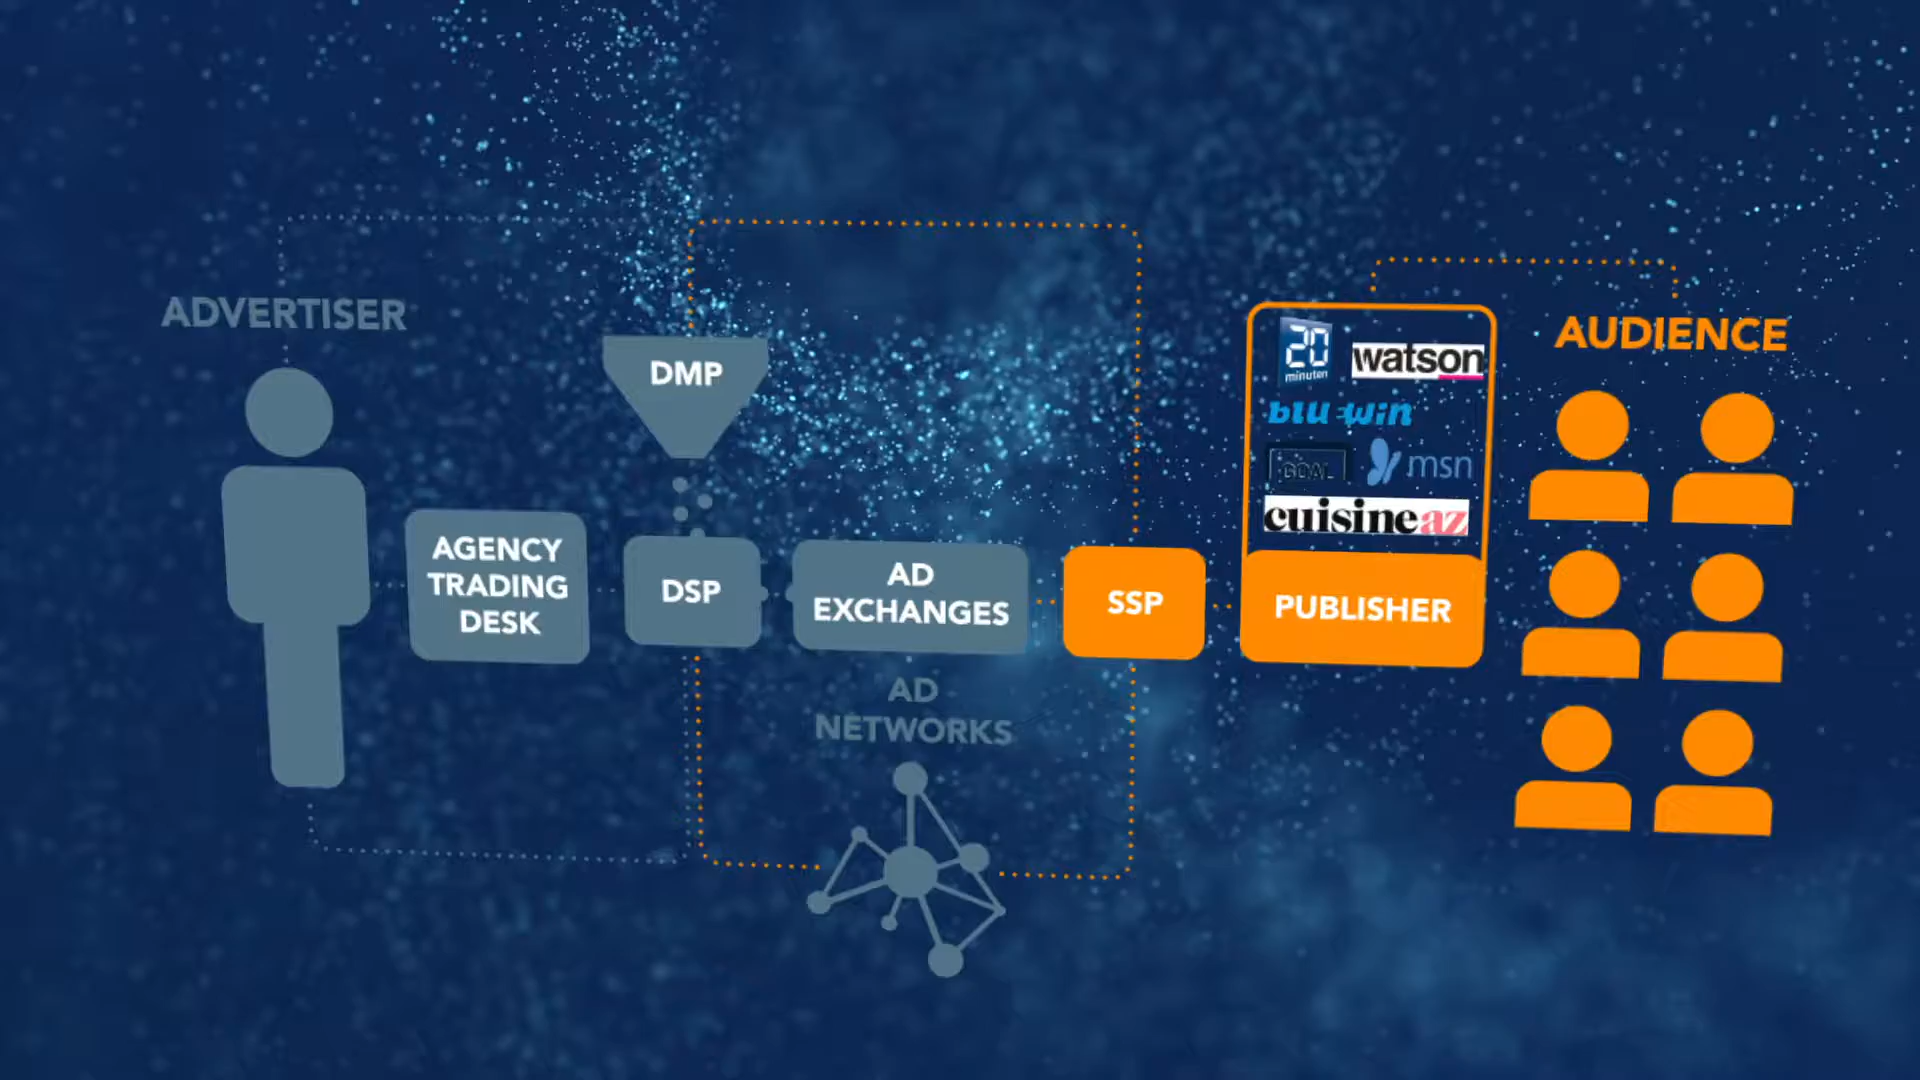 ADVERTISER
AGENCY
TRADING
DESK
DMP
DSP
AD
EXCHANGES
AD
NETWORKS
SSP
20
minuten
watson
bluewin
GOAL
msn
cuisineaz
PUBLISHER
AUDIENCE